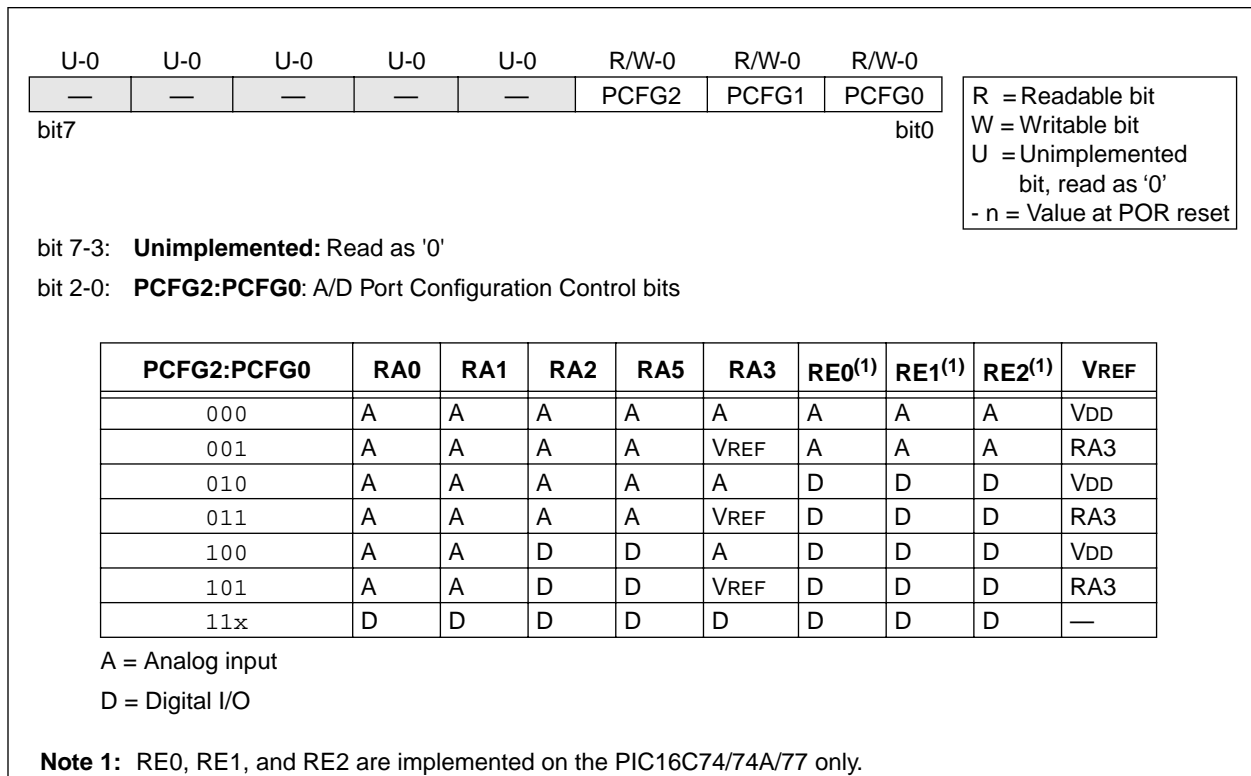 U-0 U-0 U-0 U-0 U-0 R/W-0 R/W-0 R/W-0
— — — — — PCFG2 PCFG1 PCFG0
bit7 bit0
R = Readable bit
W = Writable bit
U = Unimplemented
bit, read as ‘0’
- n = Value at POR reset
bit 7-3: Unimplemented: Read as '0'
bit 2-0: PCFG2:PCFG0: A/D Port Configuration Control bits
PCFG2:PCFG0 RA0 RA1 RA2 RA5 RA3 RE0(1) RE1(1) RE2(1) VREF
000 A A A A A A A A VDD
001 A A A A VREF A A A RA3
010 A A A A A D D D VDD
011 A A A A VREF D D D RA3
100 A A D D A D D D VDD
101 A A D D VREF D D D RA3
11x D D D D D D D D —
A = Analog input
D = Digital I/O
Note 1: RE0, RE1, and RE2 are implemented on the PIC16C74/74A/77 only.